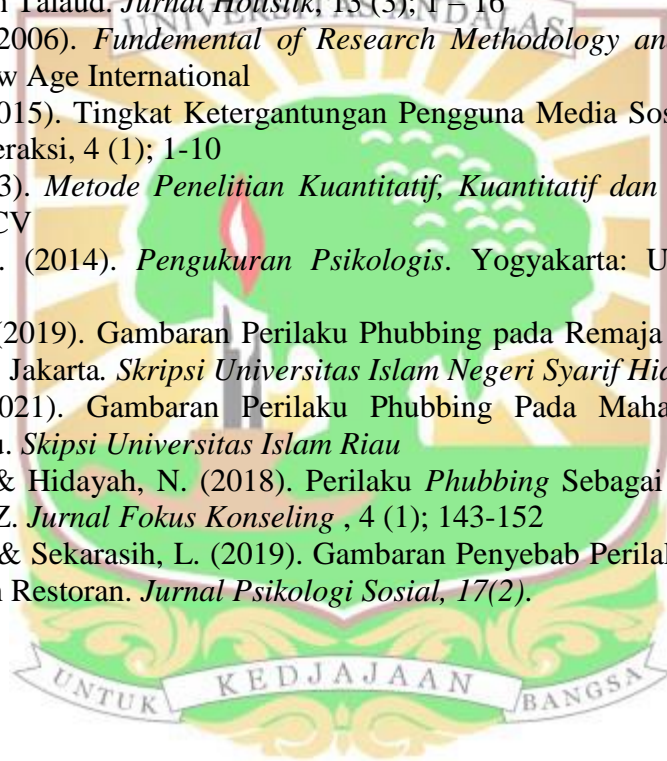 n Talaud. Jurnal Holistik, 13 (3); 1 – 16
UNIVERSITAS ANDALAS
2006). Fundemental of Research Methodology an
w Age International
015). Tingkat Ketergantungan Pengguna Media Sos
eraksi, 4 (1); 1-10
3). Metode Penelitian Kuantitatif, Kuantitatif dan
CV
. (2014). Pengukuran Psikologis. Yogyakarta: U
(2019). Gambaran Perilaku Phubbing pada Remaja
Jakarta. Skripsi Universitas Islam Negeri Syarif Hid
021). Gambaran Perilaku Phubbing Pada Maha
u. Skipsi Universitas Islam Riau
& Hidayah, N. (2018). Perilaku Phubbing Sebagai
Z. Jurnal Fokus Konseling , 4 (1); 143-152
& Sekarasih, L. (2019). Gambaran Penyebab Perila
n Restoran. Jurnal Psikologi Sosial, 17(2).
UNTUK KEDJAJAAN BANGSA